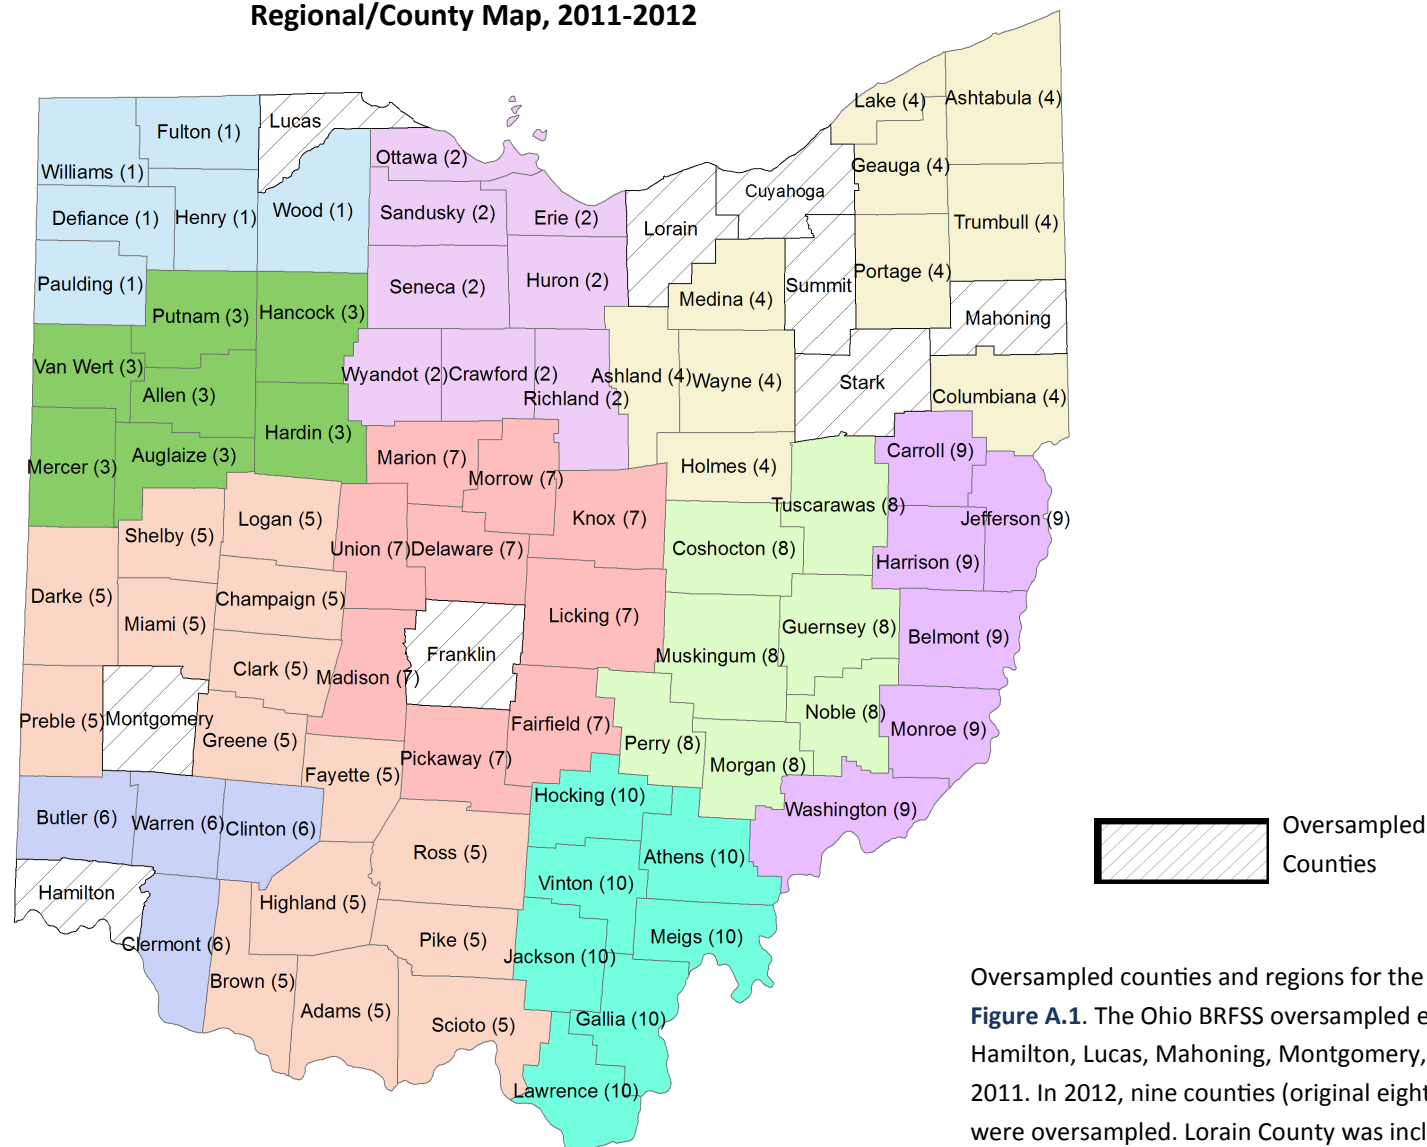 Regional/County Map, 2011-2012
Lake (4)
Ashtabula (4)
Lucas
Fulton (1)
Ottawa (2)
Geauga (4)
Williams (1)
Cuyahoga
Defiance (1)
Henry (1)
Wood (1)
Sandusky (2)
Erie (2)
Lorain
Trumbull (4)
Paulding (1)
Seneca (2)
Huron (2)
Medina (4)
Summit
Portage (4)
Putnam (3)
Hancock (3)
Mahoning
Van Wert (3)
Allen (3)
Wyandot (2)
Crawford (2)
Richland (2)
Ashland (4)
Wayne (4)
Stark
Columbiana (4)
Mercer (3)
Auglaize (3)
Hardin (3)
Marion (7)
Morrow (7)
Holmes (4)
Carroll (9)
Shelby (5)
Logan (5)
Union (7)
Delaware (7)
Knox (7)
Coshocton (8)
Tuscarawas (8)
Jefferson (9)
Harrison (9)
Darke (5)
Miami (5)
Champaign (5)
Licking (7)
Guernsey (8)
Belmont (9)
Clark (5)
Madison (7)
Franklin
Muskingum (8)
Preble (5)
Montgomery
Greene (5)
Fairfield (7)
Noble (8)
Monroe (9)
Fayette (5)
Pickaway (7)
Perry (8)
Morgan (8)
Butler (6)
Warren (6)
Clinton (6)
Hocking (10)
Washington (9)
Ross (5)
Athens (10)
Hamilton
Highland (5)
Vinton (10)
Clermont (6)
Pike (5)
Jackson (10)
Meigs (10)
Brown (5)
Adams (5)
Scioto (5)
Gallia (10)
Lawrence (10)
Oversampled
Counties
Oversampled counties and regions for the
Figure A.1. The Ohio BRFSS oversampled e
Hamilton, Lucas, Mahoning, Montgomery,
2011. In 2012, nine counties (original eight
were oversampled. Lorain County was incl